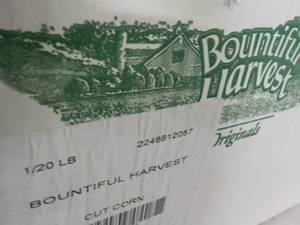 Bountiful
Harvest
Originals
1/20 LB
2246612057
BOUNTIFUL HARVEST
CUT CORN